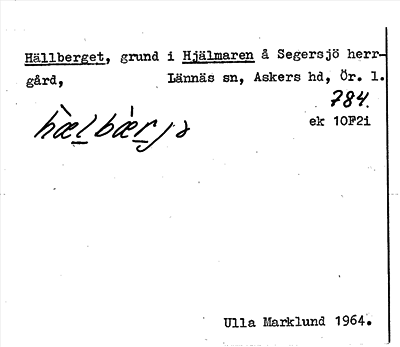 Hällberget, grund i Hjälmaren å Segersjö herr-
gård, Lännäs sn, Askers hd, Ör. l.
784.
ek 10F2i
Ulla Marklund 1964.